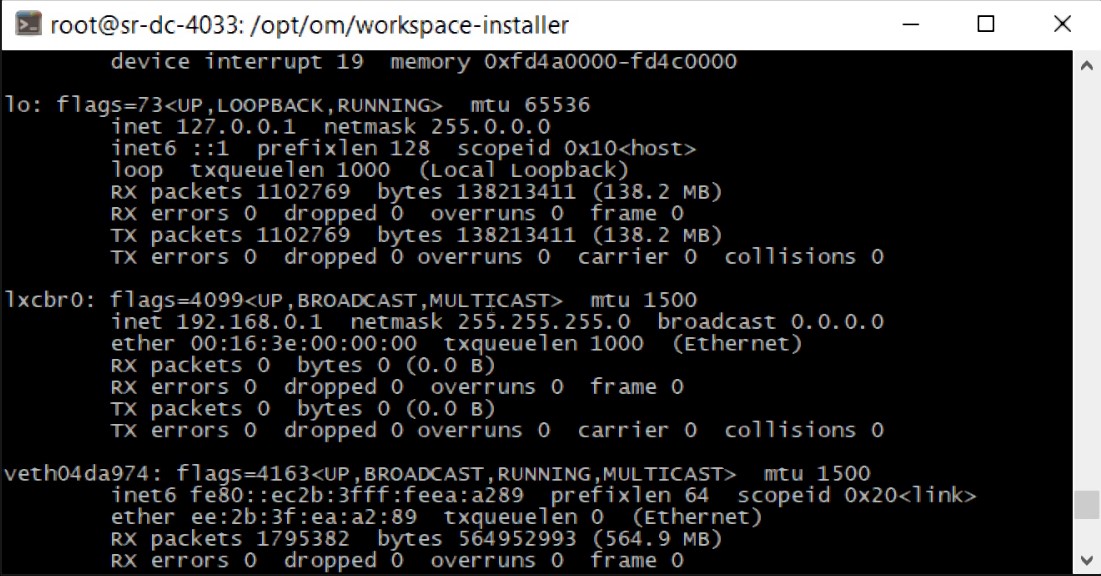 root@sr-dc-4033: /opt/om/workspace-installer
device interrupt 19  memory 0xfd4a0000-fd4c0000
lo: flags=73<UP,LOOPBACK,RUNNING>  mtu 65536
inet 127.0.0.1  netmask 255.0.0.0
inet6 ::1  prefixlen 128  scopeid 0x10<host>
loop  txqueuelen 1000  (Local Loopback)
RX packets 1102769  bytes 138213411 (138.2 MB)
RX errors 0  dropped 0  overruns 0  frame 0
TX packets 1102769  bytes 138213411 (138.2 MB)
TX errors 0  dropped 0 overruns 0  carrier 0  collisions 0
lxcbr0: flags=4099<UP,BROADCAST,MULTICAST>  mtu 1500
inet 192.168.0.1  netmask 255.255.255.0  broadcast 0.0.0.0
ether 00:16:3e:00:00:00  txqueuelen 1000  (Ethernet)
RX packets 0  bytes 0 (0.0 B)
RX errors 0  dropped 0  overruns 0  frame 0
TX packets 0  bytes 0 (0.0 B)
TX errors 0  dropped 0 overruns 0  carrier 0  collisions 0
veth04da974: flags=4163<UP,BROADCAST,RUNNING,MULTICAST>  mtu 1500
inet6 fe80::ec2b:3fff:feea:a289  prefixlen 64  scopeid 0x20<link>
ether ee:2b:3f:ea:a2:89  txqueuelen 0  (Ethernet)
RX packets 1795382  bytes 564952993 (564.9 MB)
RX errors 0  dropped 0  overruns 0  frame 0